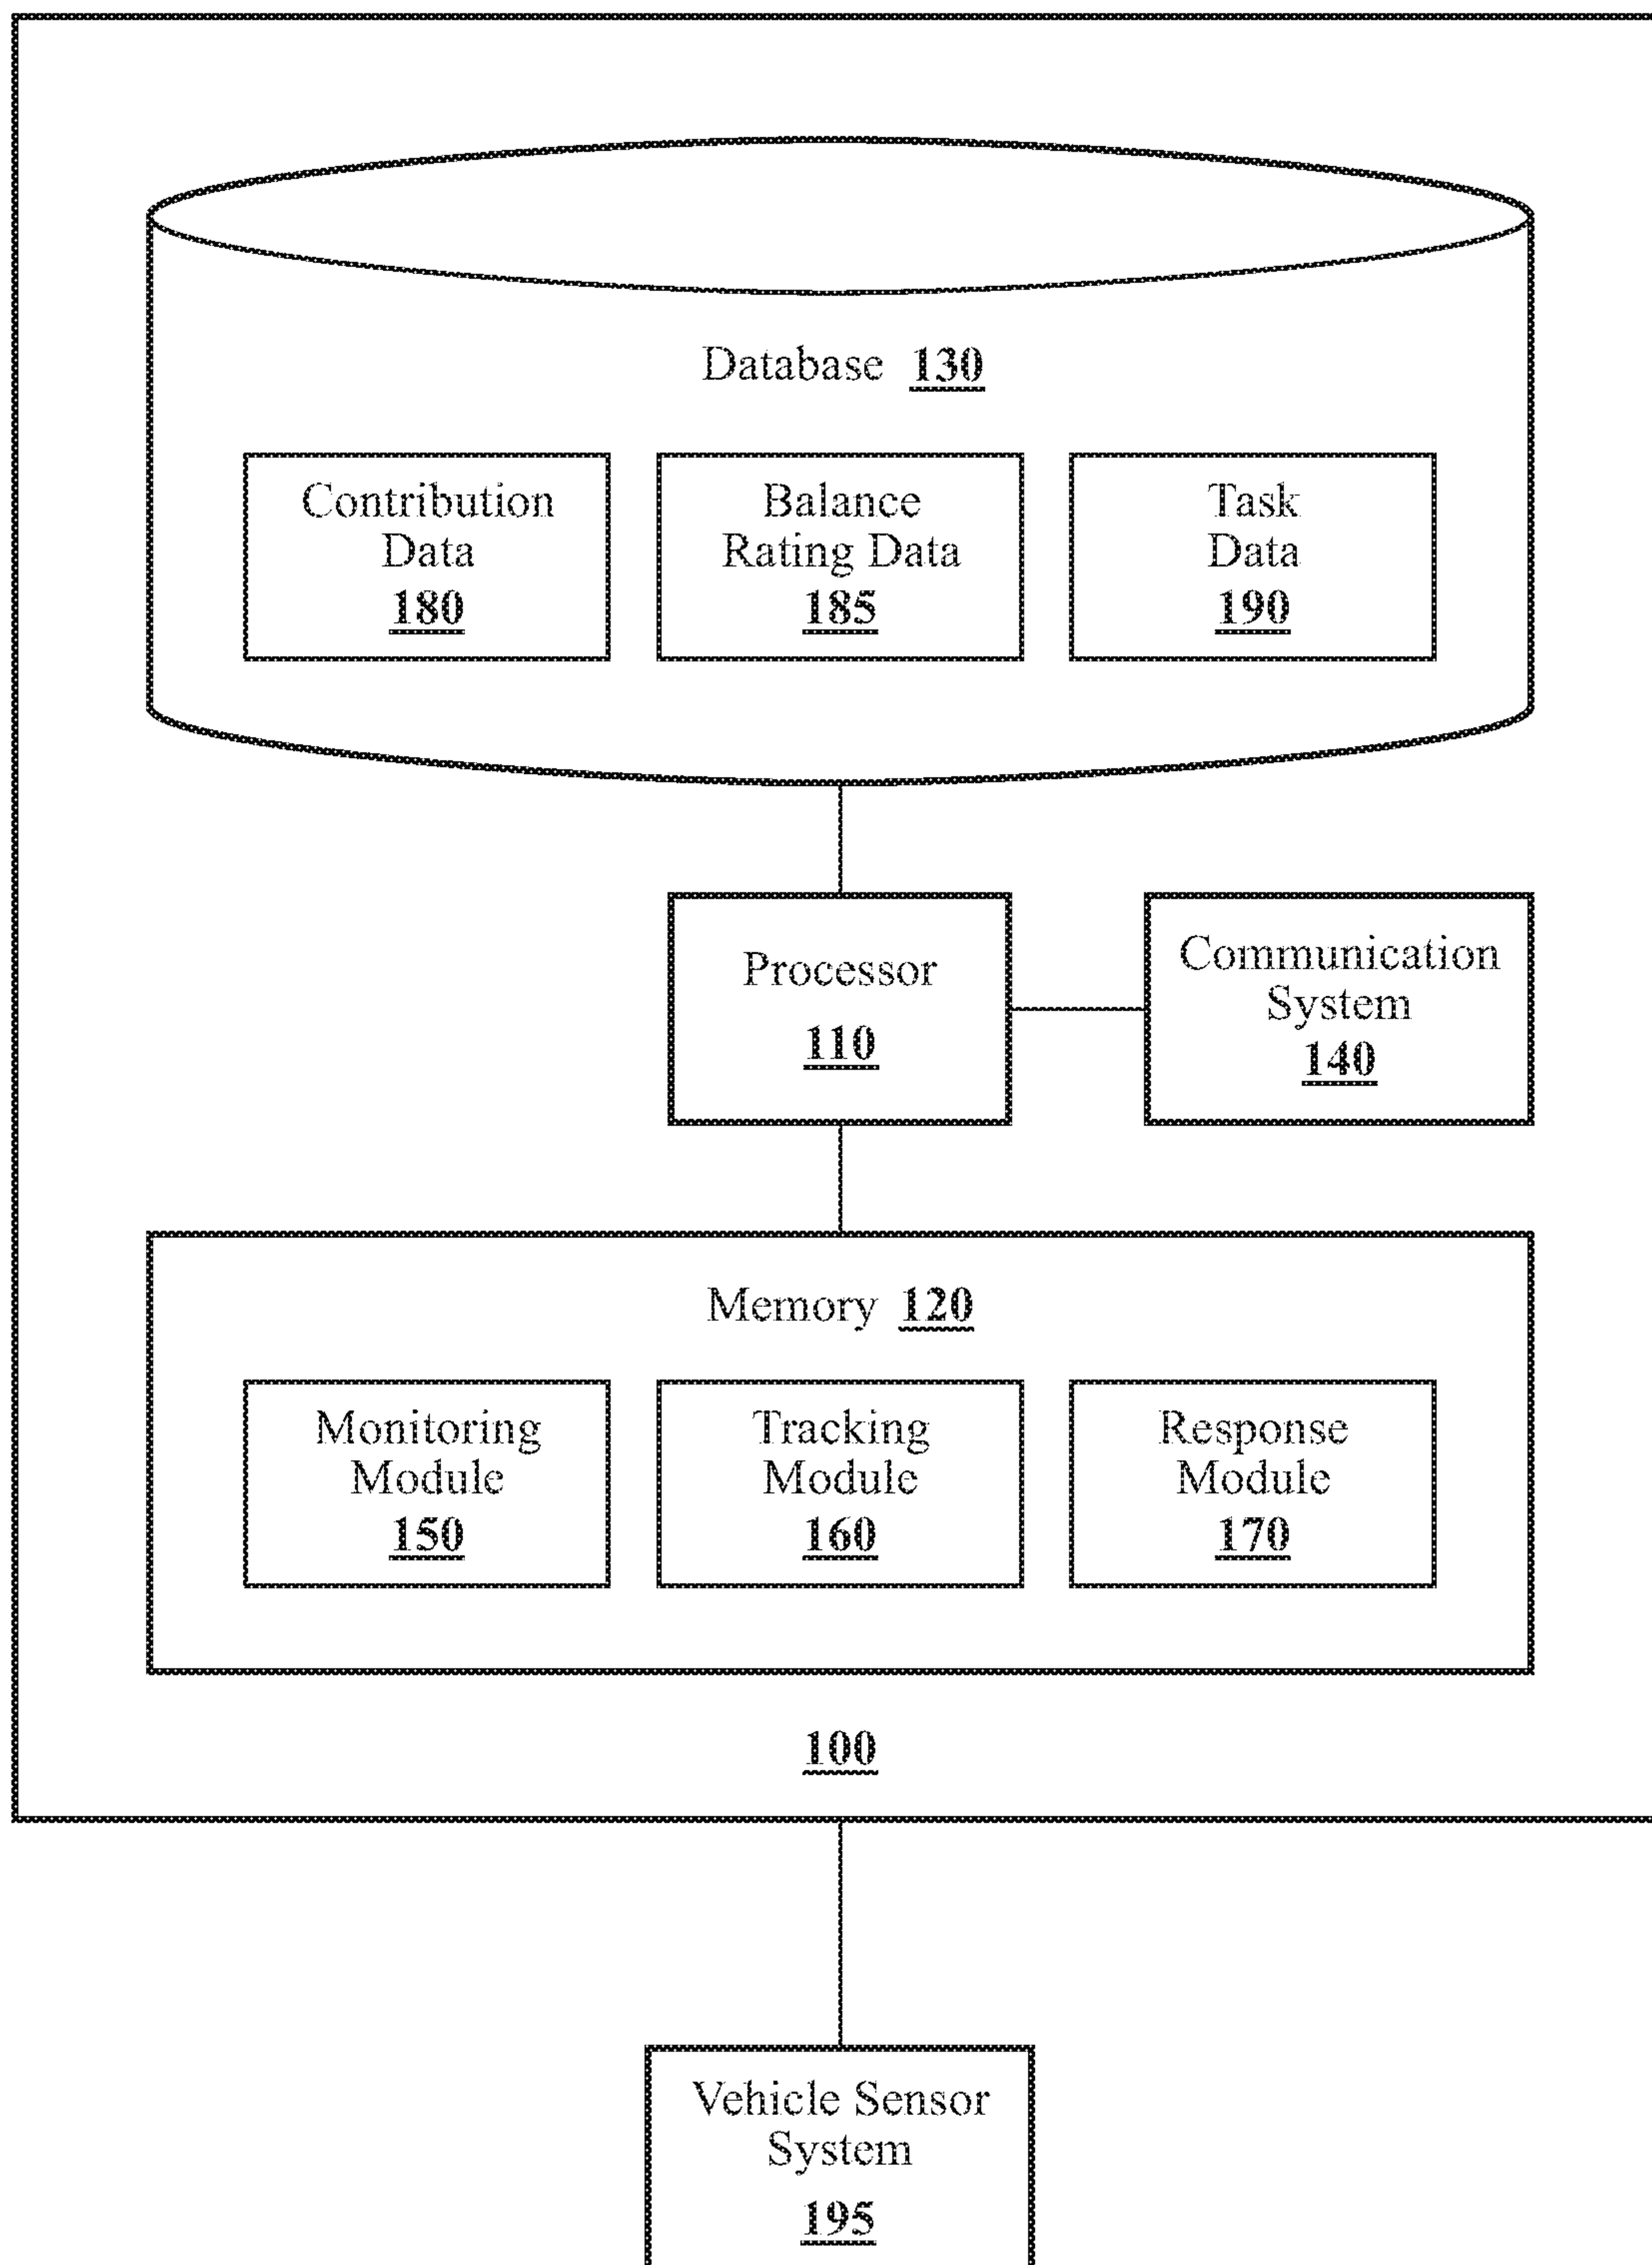 Database 130
Contribution
Data
180
Balance
Rating Data
185
Task
Data
190
Processor
110
Communication
System
140
Memory 120
Monitoring
Module
150
Tracking
Module
160
Response
Module
170
100
Vehicle Sensor
System
195